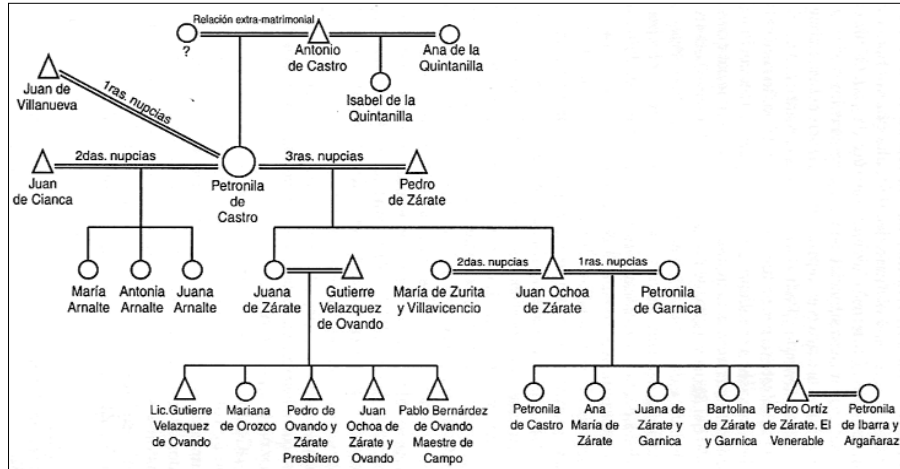 Relación extra-matrimonial
?
Antonio
de Castro
Ana de la
Quintanilla
Isabel de la
Quintanilla
Juan de
Villanueva
1ras. nupcias
2das. nupcias
3ras. nupcias
Juan
de Cianca
Petronila
de
Castro
Pedro
de Zárate
María
Arnalte
Antonia
Arnalte
Juana
Arnalte
Juana
de Zárate
Gutierre
Velazquez
de Ovando
2das. nupcias
1ras. nupcias
María de Zurita
y Villavicencio
Juan Ochoa
de Zárate
Petronila
de Garnica
Lic.Gutierre
Velazquez
de Ovando
Mariana
de Orozco
Pedro de
Ovando y
Zárate
Presbítero
Juan
Ochoa de
Zárate y
Ovando
Pablo Bernárdez
de Ovando
Maestre de
Campo
Petronila
de Castro
Ana
María de
Zárate
Juana de
Zárate y
Garnica
Bartolina
de Zárate
y Garnica
Pedro Ortíz
de Zárate. El
Venerable
Petronila
de Ibarra y
Argañaraz